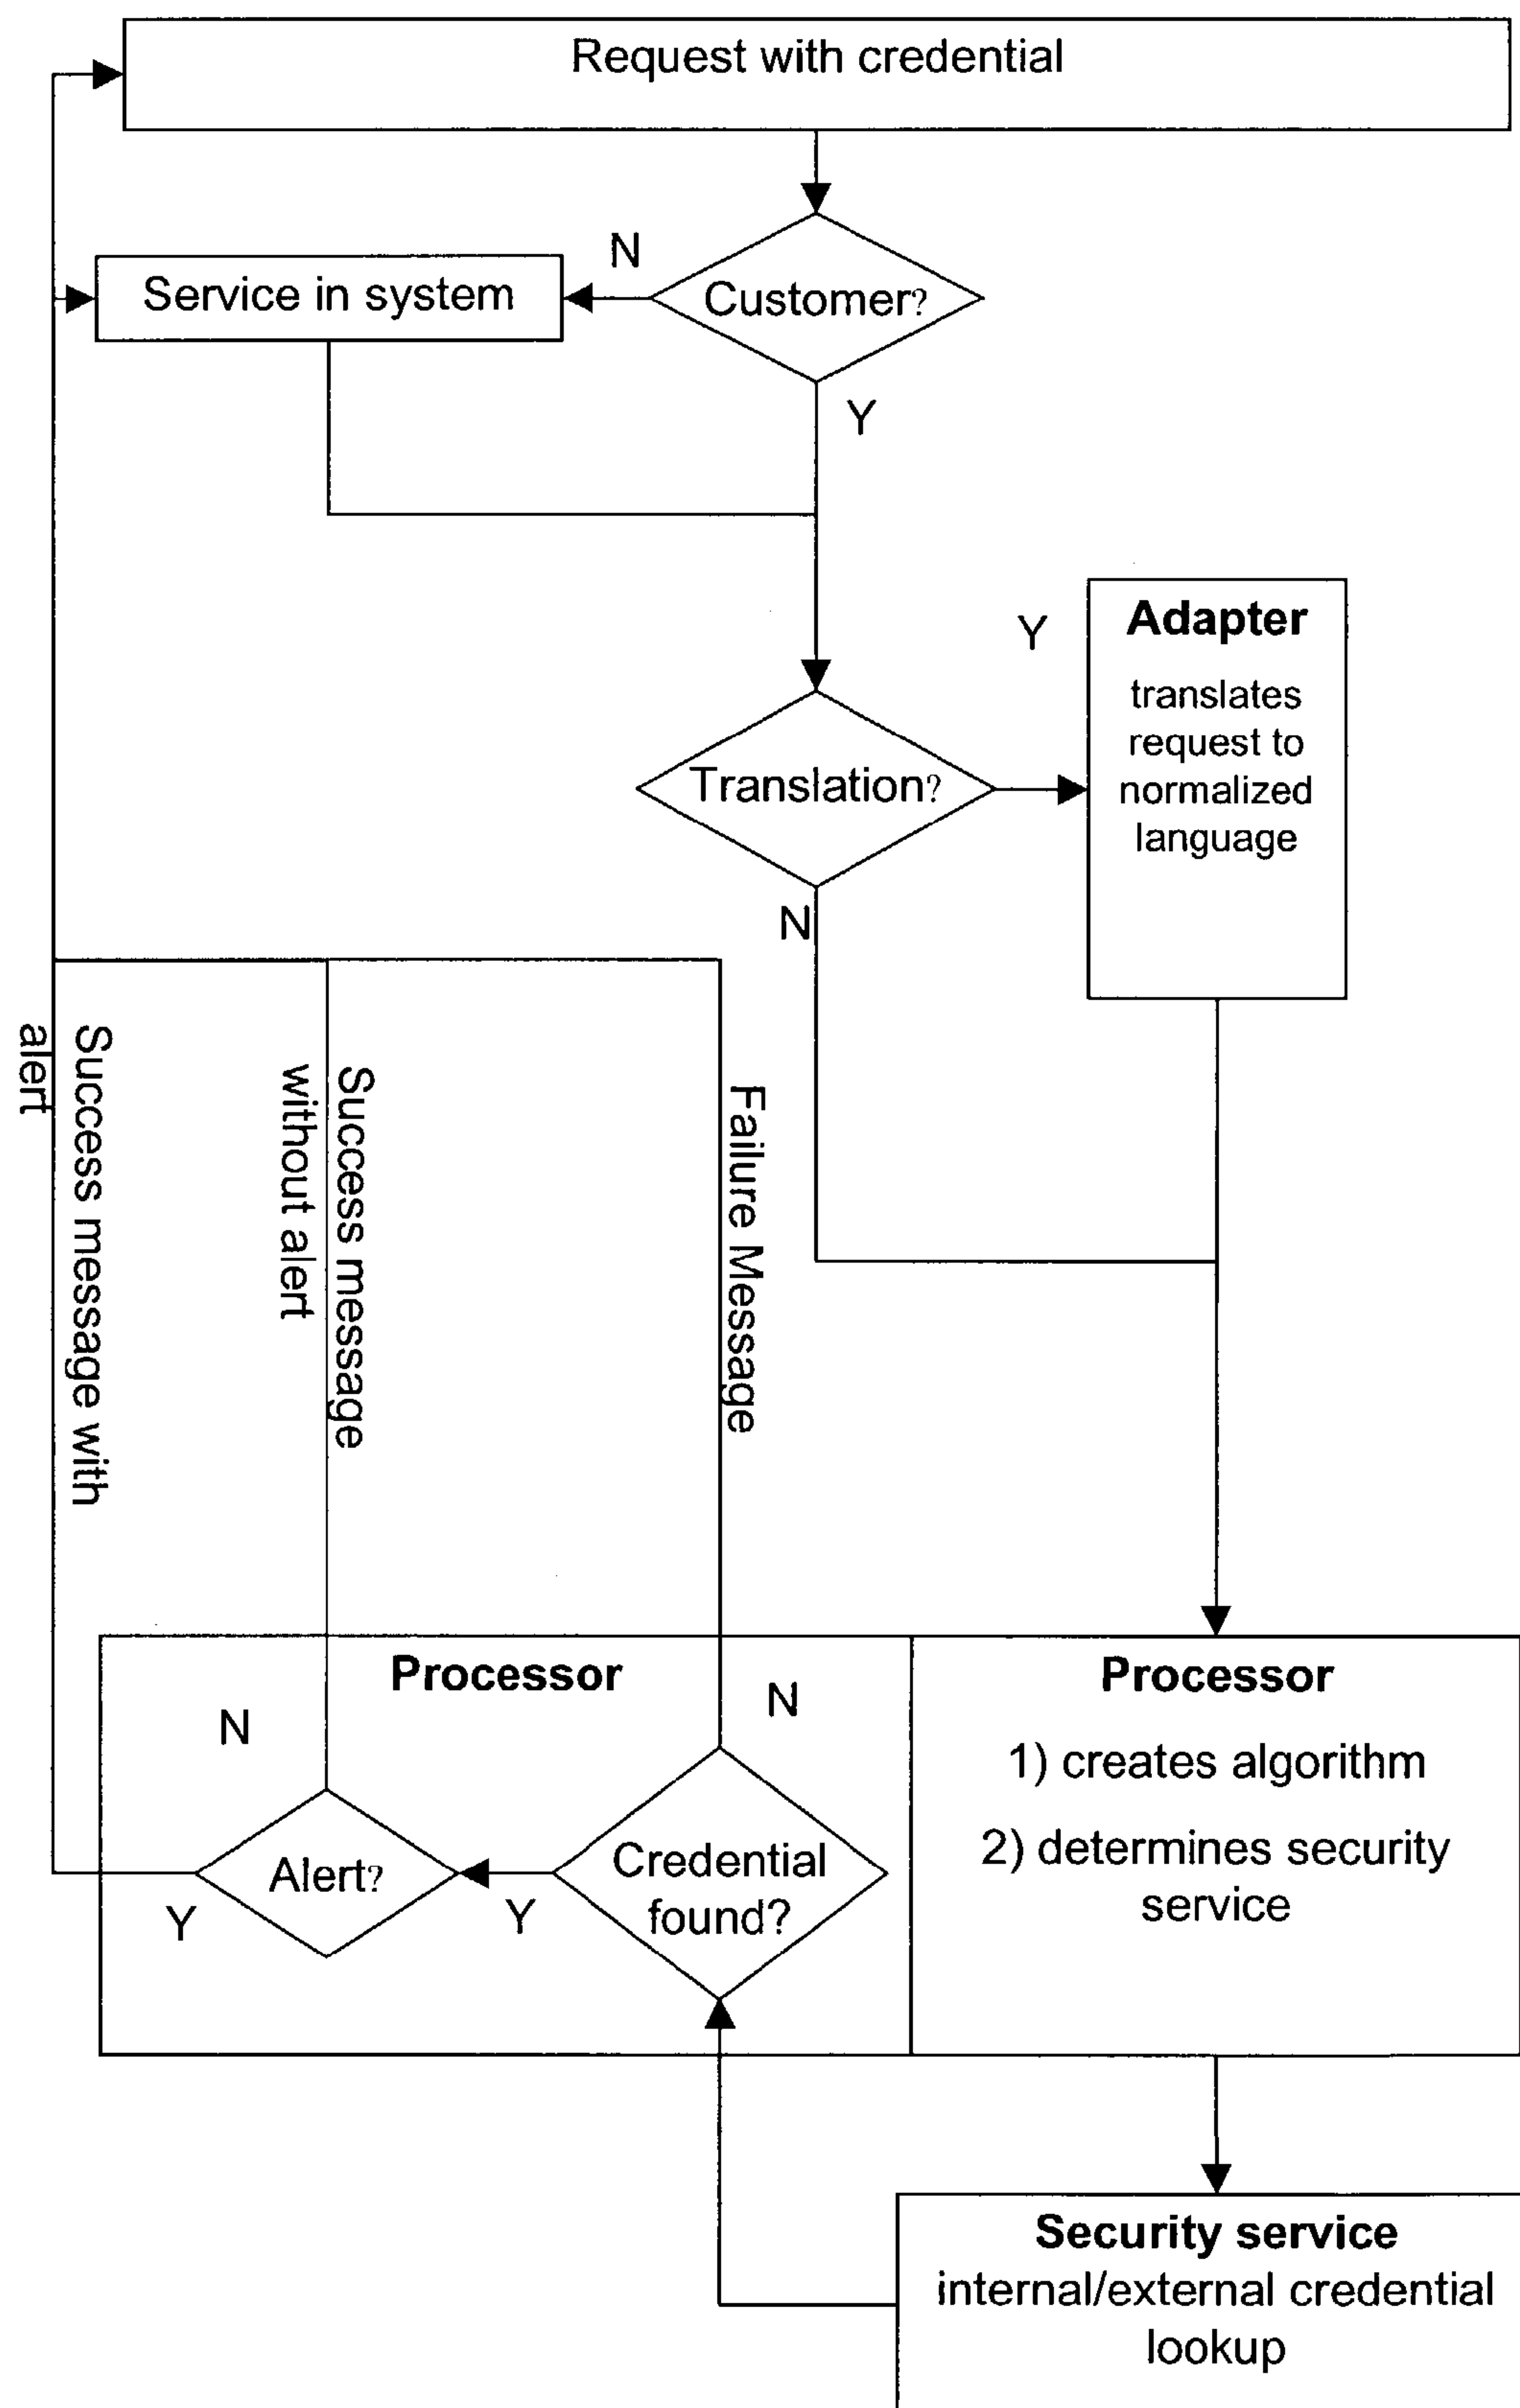 Request with credential
N
Service in system
Customer?
Y
Y
Adapter
translates
request to
normalized
language
Translation?
N
Success message with
alert
Success message
without alert
Failure Message
Processor
N
N
Alert?
Y
Credential
found?
Y
Processor
1) creates algorithm
2) determines security
service
Security service
internal/external credential
lookup